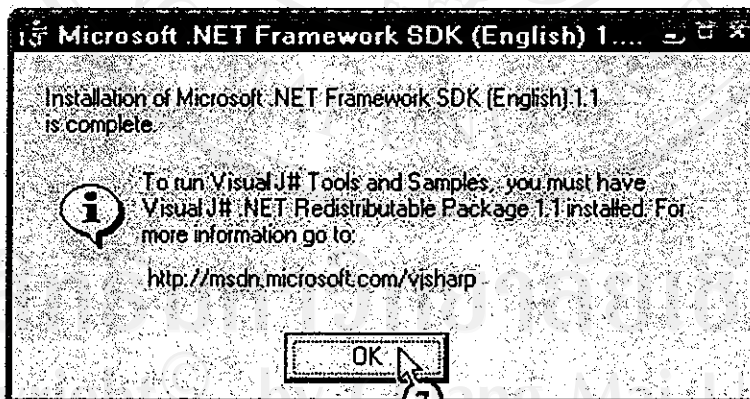 Microsoft .NET Framework SDK (English) 1....
Installation of Microsoft .NET Framework SDK (English) 1.1
is complete.
To run Visual J# Tools and Samples, you must have
Visual J# .NET Redistributable Package 1.1 installed. For
more information go to:
http://msdn.microsoft.com/vjsharp
OK